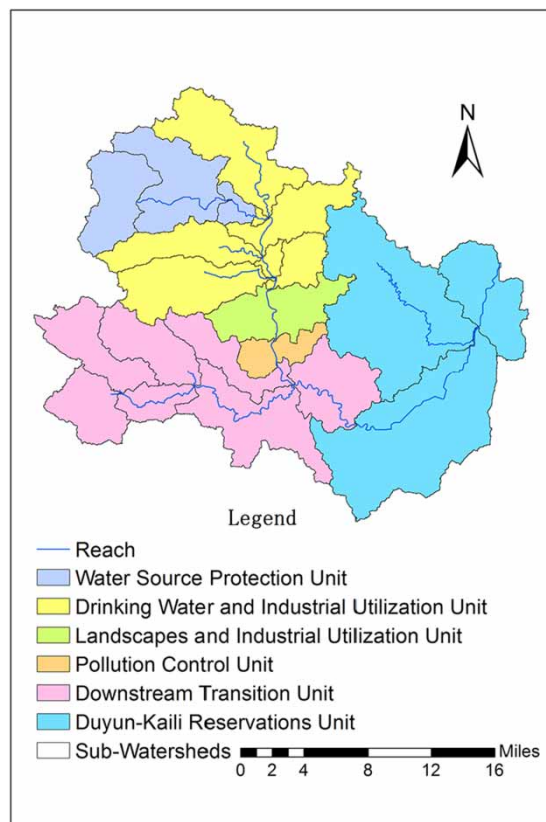 N
Legend
Reach
Water Source Protection Unit
Drinking Water and Industrial Utilization Unit
Landscapes and Industrial Utilization Unit
Pollution Control Unit
Downstream Transition Unit
Duyun-Kaili Reservations Unit
Sub-Watersheds
Miles
0 2 4 8 12 16